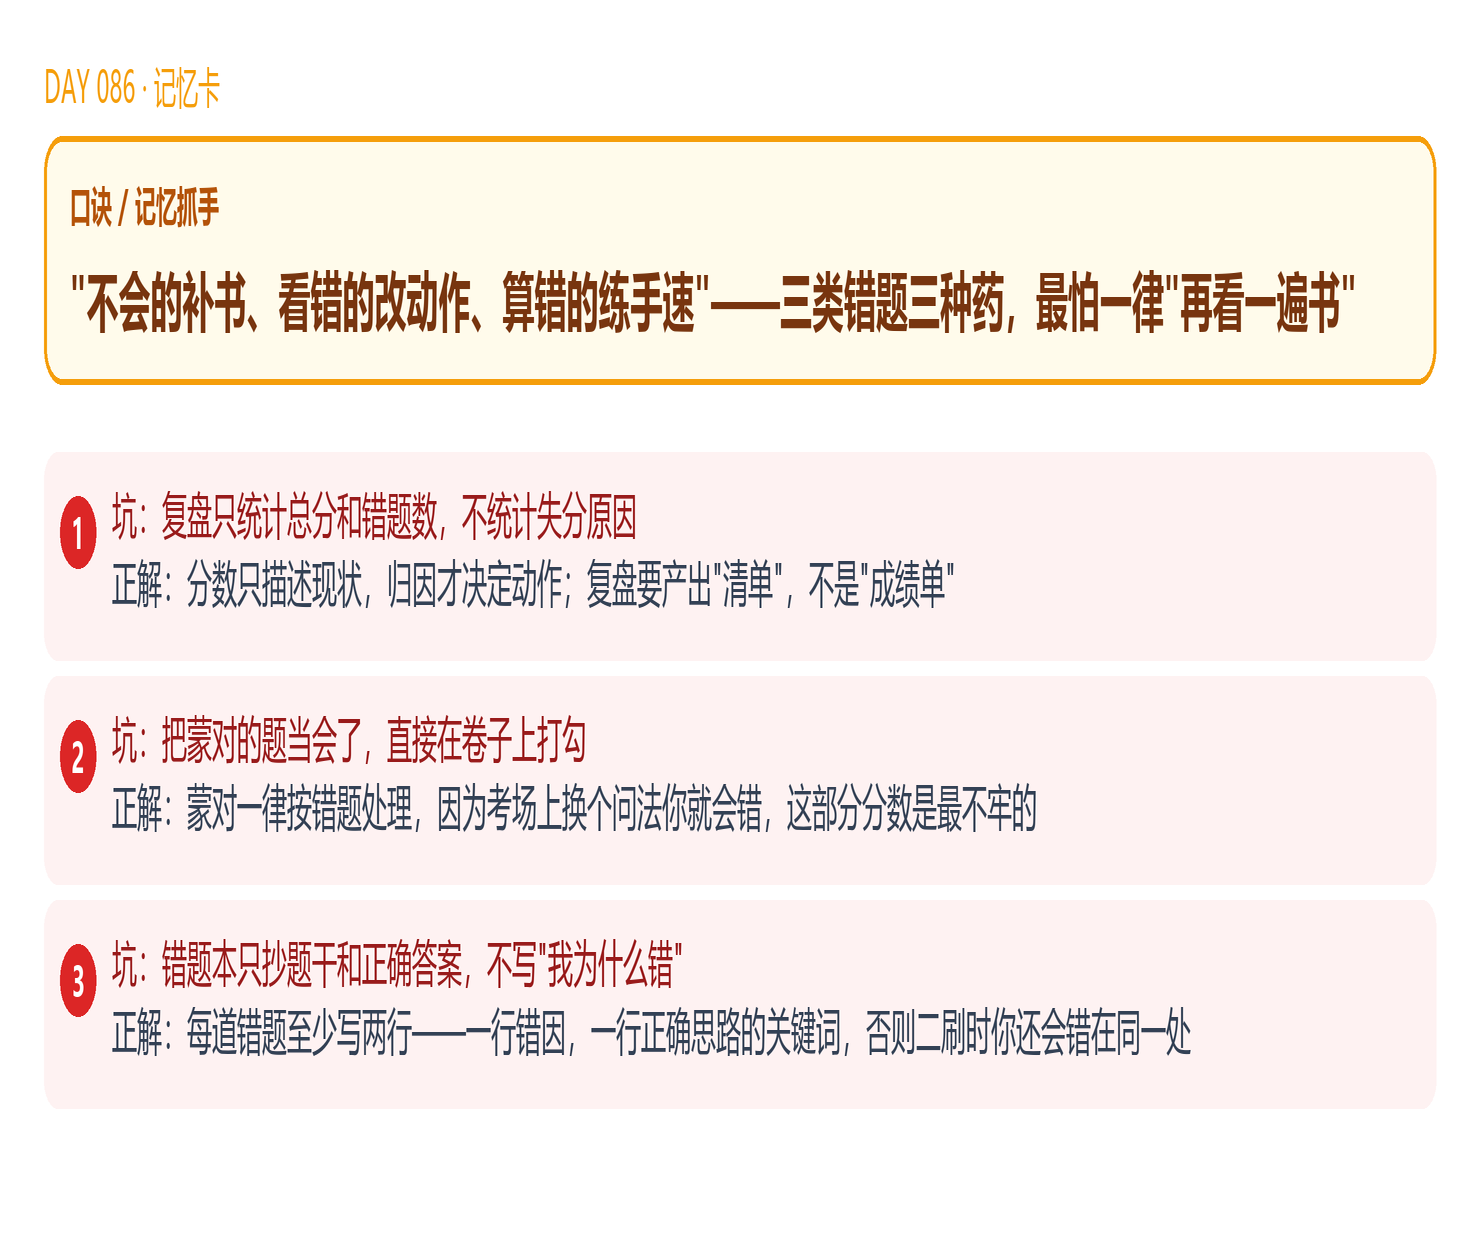 DAY 086 · 记忆卡
口诀 / 记忆抓手
"不会的补书、看错的改动作、算错的练手速"——三类错题三种药，最怕一律"再看一遍书"
1
坑：复盘只统计总分和错题数，不统计失分原因
正解：分数只描述现状，归因才决定动作；复盘要产出"清单"，不是"成绩单"
2
坑：把蒙对的题当会了，直接在卷子上打勾
正解：蒙对一律按错题处理，因为考场上换个问法你就会错，这部分分数是最不牢的
3
坑：错题本只抄题干和正确答案，不写"我为什么错"
正解：每道错题至少写两行——一行错因，一行正确思路的关键词，否则二刷时你还会错在同一处